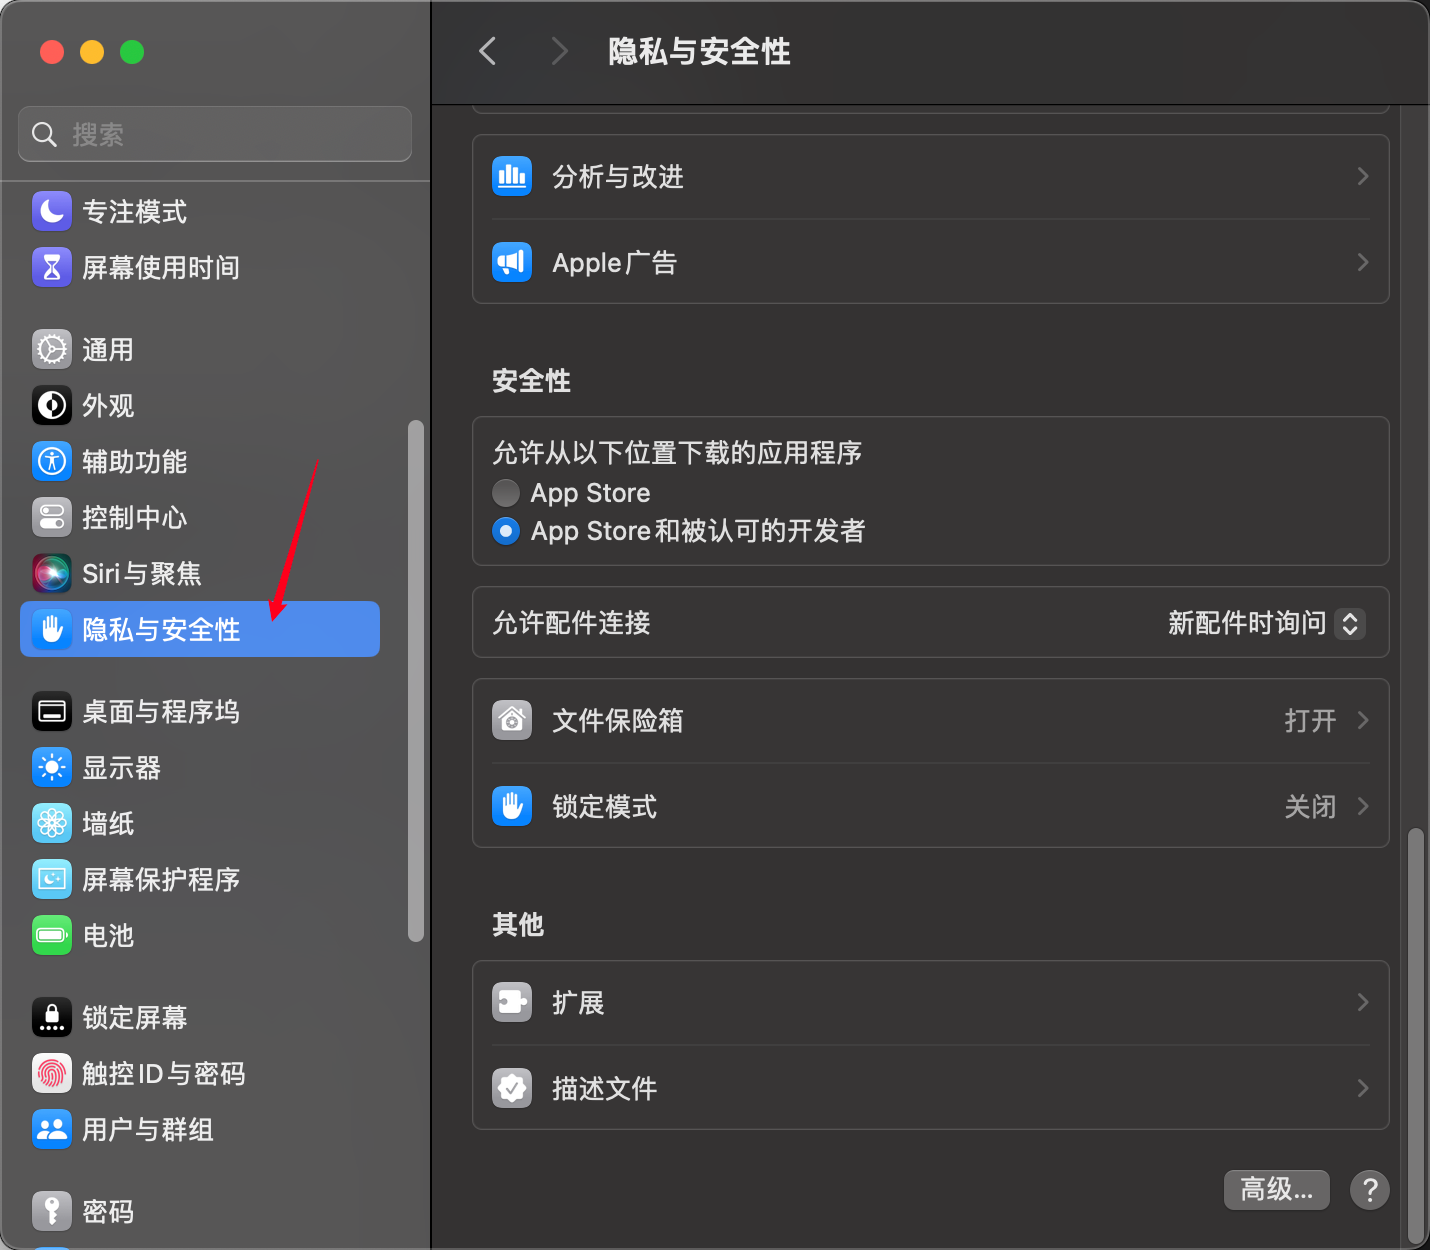 隐私与安全性
搜索
专注模式
屏幕使用时间
通用
外观
辅助功能
控制中心
Siri与聚焦
隐私与安全性
桌面与程序坞
显示器
墙纸
屏幕保护程序
电池
锁定屏幕
触控ID与密码
用户与群组
密码
分析与改进
Apple广告
安全性
允许从以下位置下载的应用程序
App Store
App Store和被认可的开发者
允许配件连接 新配件时询问
文件保险箱 打开
锁定模式 关闭
其他
扩展
描述文件
高级... ?